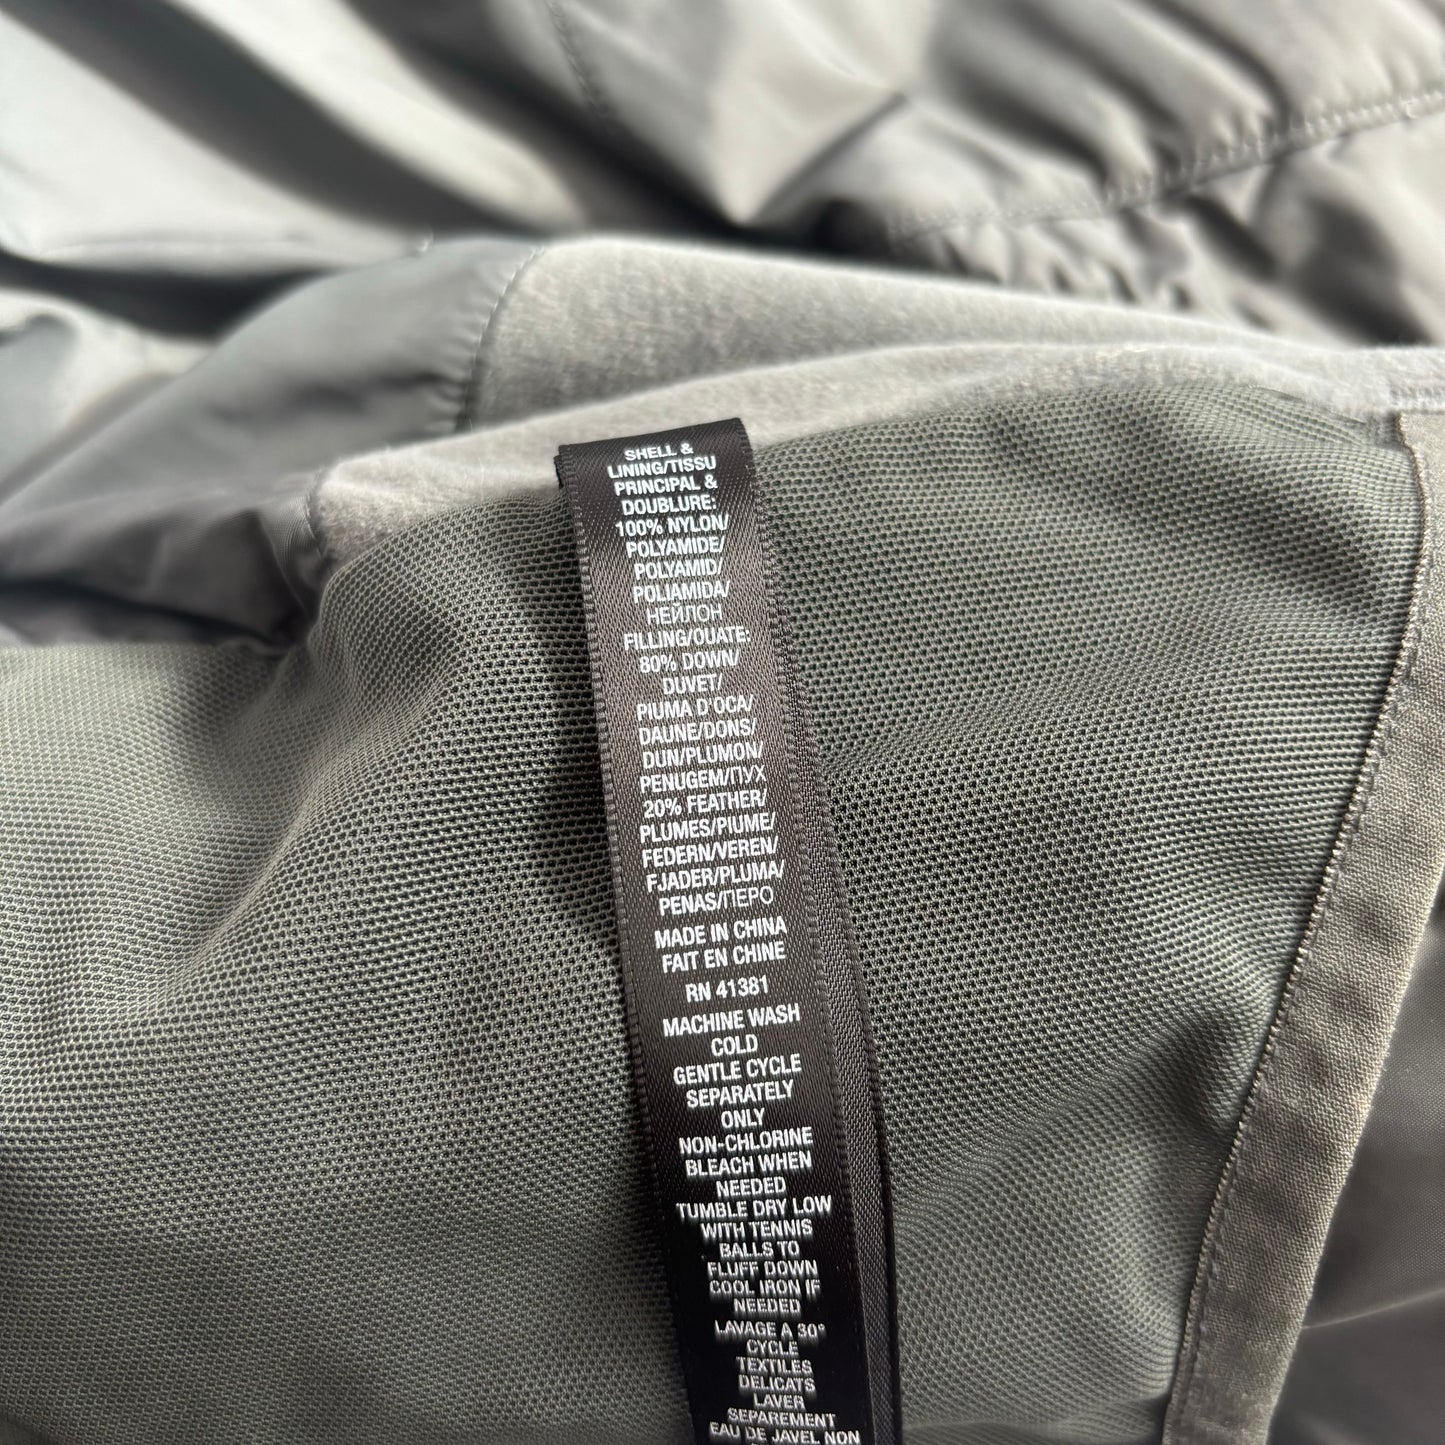 SHELL &
LINING/TISSU
PRINCIPAL &
DOUBLURE:
100% NYLON/
POLYAMIDE/
POLYAMID/
POLIAMIDA/
НЕЙЛОН
FILLING/OUATE:
80% DOWN/
DUVET/
PIUMA D'OCA/
DAUNE/DONS/
DUN/PLUMON/
PENUGEM/ПУХ
20% FEATHER/
PLUMES/PIUME/
FEDERN/VEREN/
FJADER/PLUMA/
PENAS/ПЕРО
MADE IN CHINA
FAIT EN CHINE
RN 41381
MACHINE WASH
COLD
GENTLE CYCLE
SEPARATELY
ONLY
NON-CHLORINE
BLEACH WHEN
NEEDED
TUMBLE DRY LOW
WITH TENNIS
BALLS TO
FLUFF DOWN
COOL IRON IF
NEEDED
LAVAGE A 30°
CYCLE
TEXTILES
DELICATS
LAVER
SEPAREMENT
EAU DE JAVEL NON